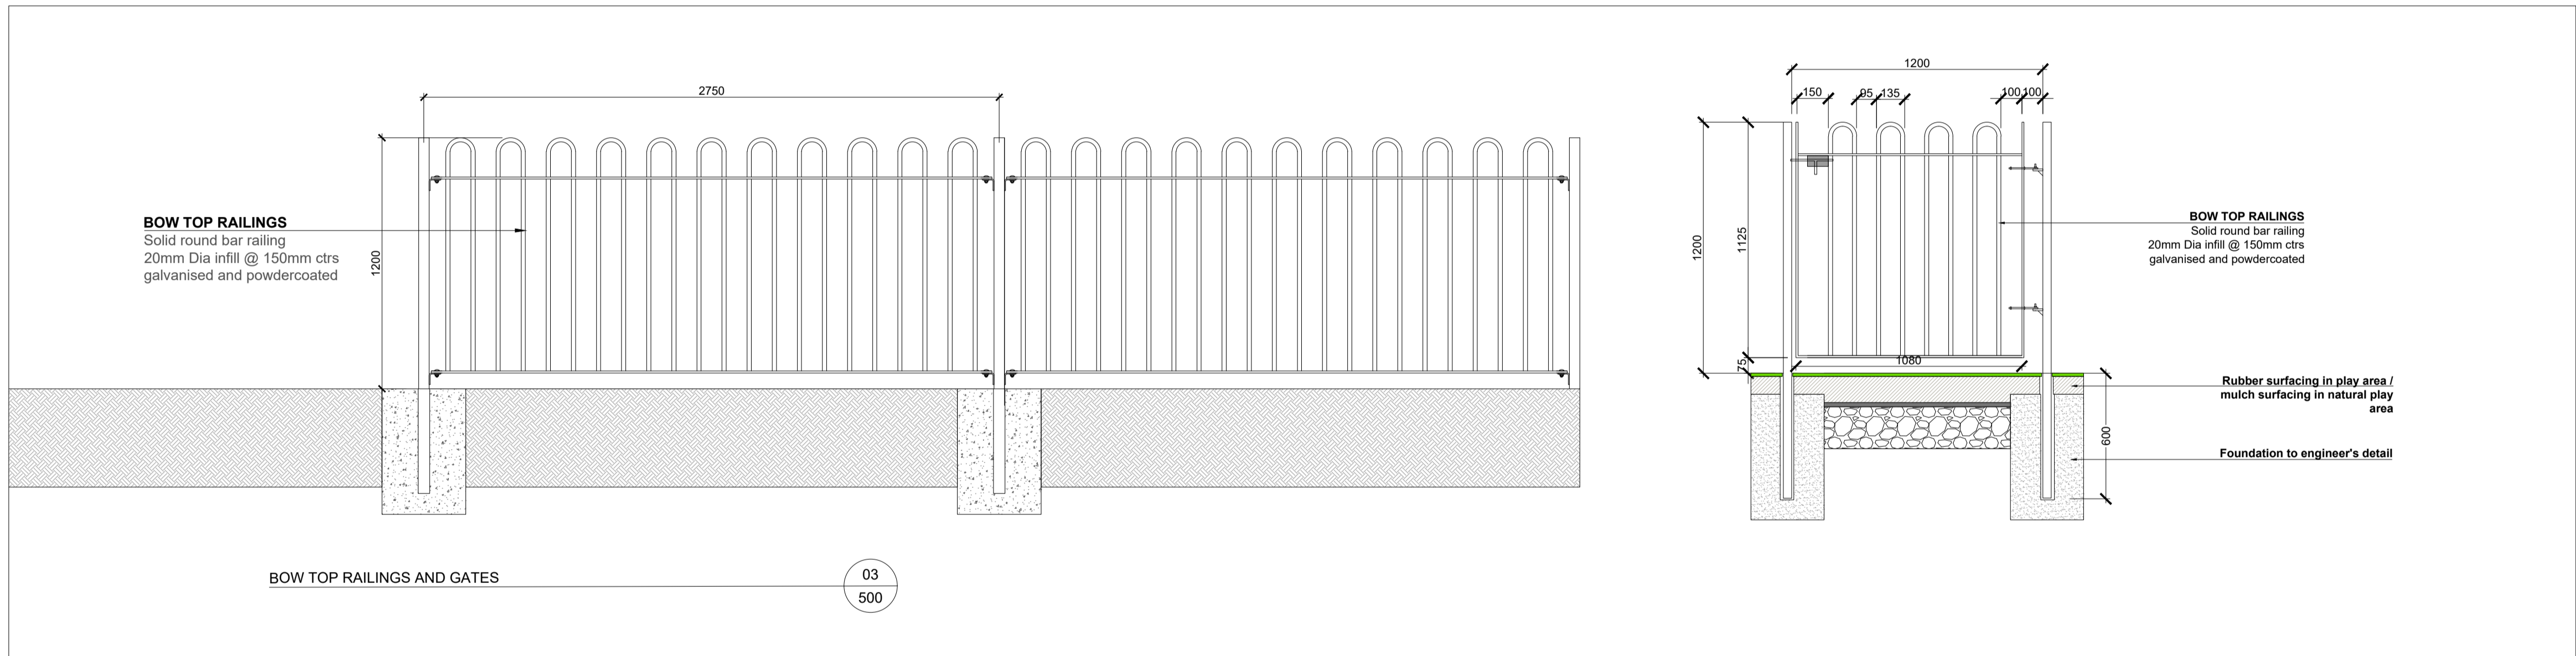 2750
1200
BOW TOP RAILINGS
Solid round bar railing
20mm Dia infill @ 150mm ctrs
galvanised and powdercoated
BOW TOP RAILINGS AND GATES
03
500
1200
150
95
135
100
100
1200
1125
75
1080
600
BOW TOP RAILINGS
Solid round bar railing
20mm Dia infill @ 150mm ctrs
galvanised and powdercoated
Rubber surfacing in play area /
mulch surfacing in natural play
area
Foundation to engineer's detail